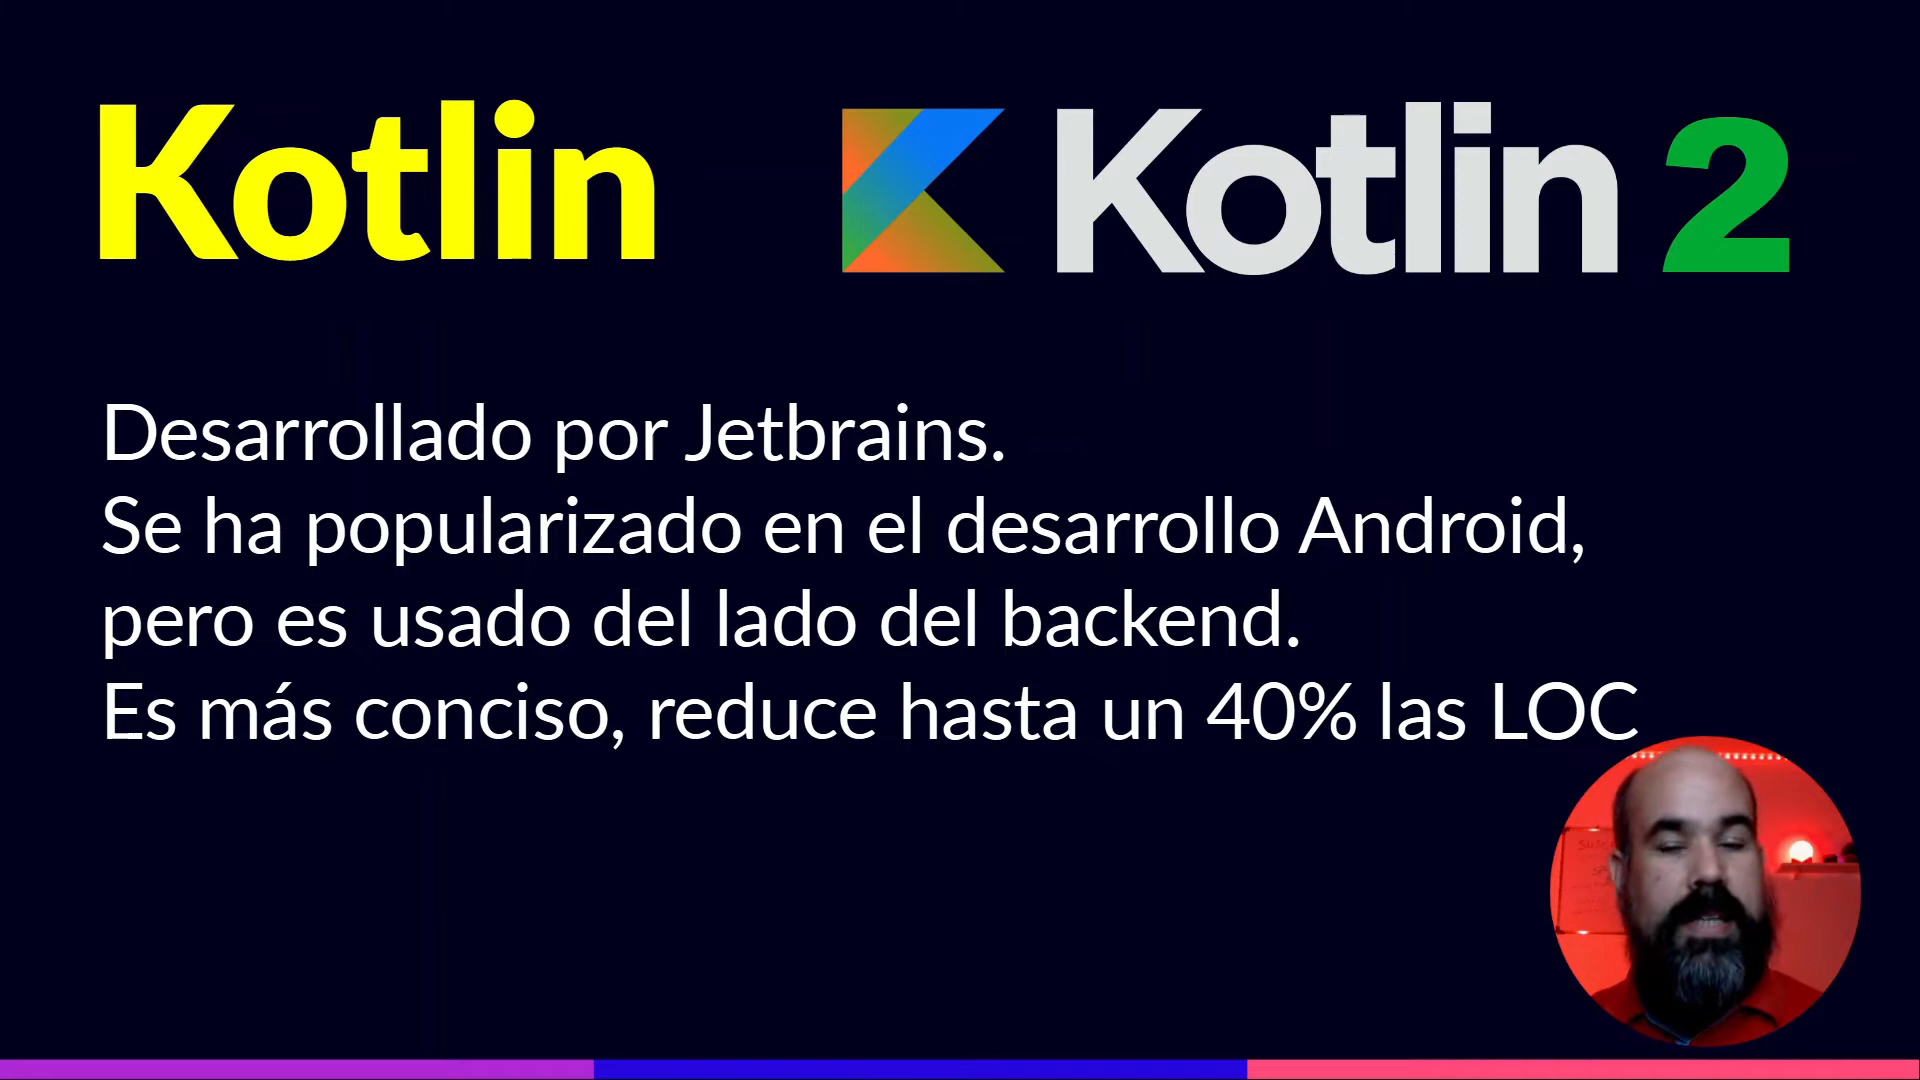 Kotlin
Kotlin 2
Desarrollado por Jetbrains.
Se ha popularizado en el desarrollo Android,
pero es usado del lado del backend.
Es más conciso, reduce hasta un 40% las LOC